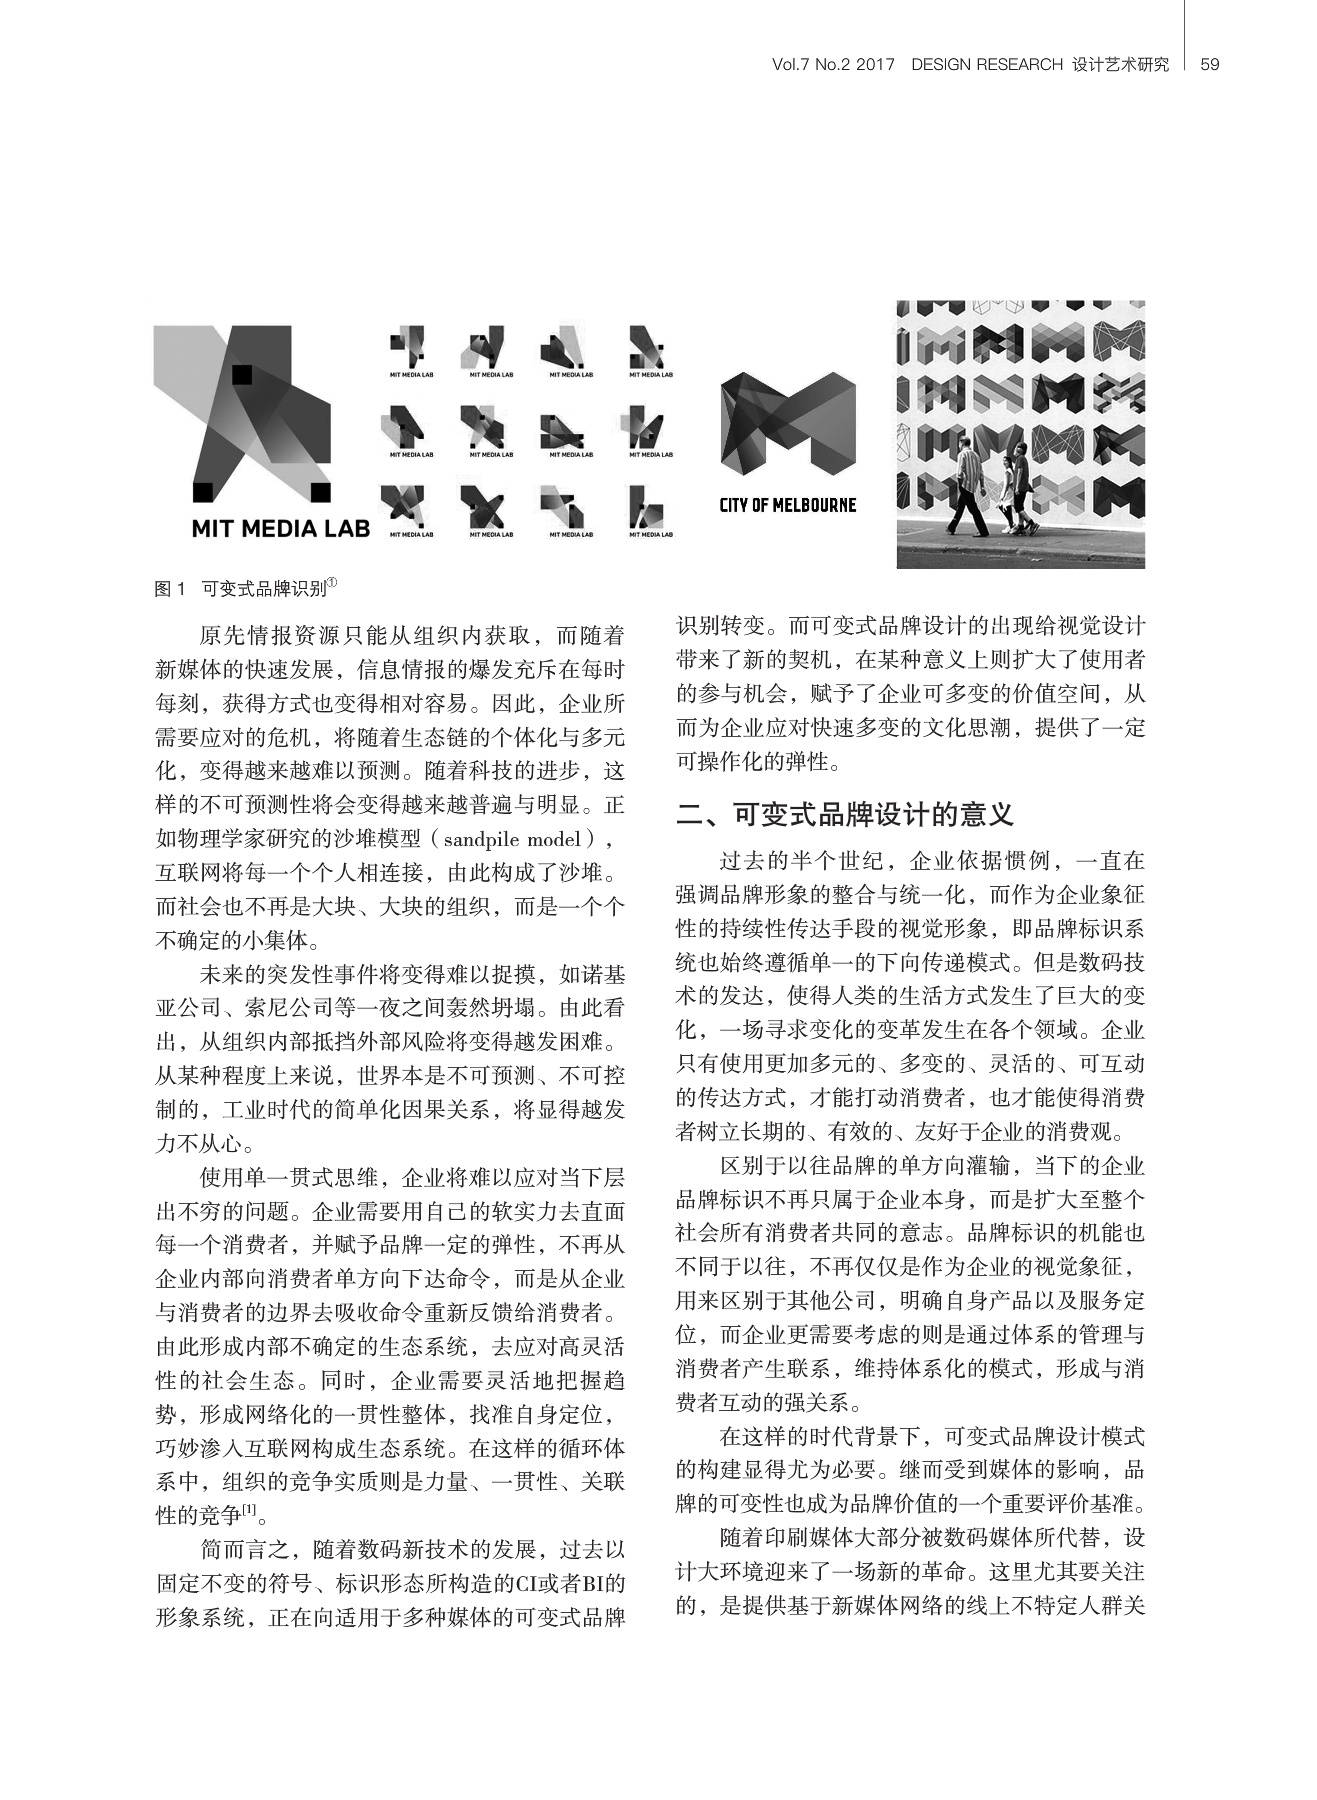 Vol.7 No.2 2017 DESIGN RESEARCH 设计艺术研究 59
MIT MEDIA LAB
MIT MEDIA LAB MIT MEDIA LAB MIT MEDIA LAB MIT MEDIA LAB
MIT MEDIA LAB MIT MEDIA LAB MIT MEDIA LAB MIT MEDIA LAB
MIT MEDIA LAB MIT MEDIA LAB MIT MEDIA LAB MIT MEDIA LAB
CITY OF MELBOURNE
图 1 可变式品牌识别①
原先情报资源只能从组织内获取，而随着
新媒体的快速发展，信息情报的爆发充斥在每时
每刻，获得方式也变得相对容易。因此，企业所
需要应对的危机，将随着生态链的个体化与多元
化，变得越来越难以预测。随着科技的进步，这
样的不可预测性将会变得越来越普遍与明显。正
如物理学家研究的沙堆模型（sandpile model），
互联网将每一个个人相连接，由此构成了沙堆。
而社会也不再是大块、大块的组织，而是一个个
不确定的小集体。
未来的突发性事件将变得难以捉摸，如诺基
亚公司、索尼公司等一夜之间轰然坍塌。由此看
出，从组织内部抵挡外部风险将变得越发困难。
从某种程度上来说，世界本是不可预测、不可控
制的，工业时代的简单化因果关系，将显得越发
力不从心。
使用单一贯式思维，企业将难以应对当下层
出不穷的问题。企业需要用自己的软实力去直面
每一个消费者，并赋予品牌一定的弹性，不再从
企业内部向消费者单方向下达命令，而是从企业
与消费者的边界去吸收命令重新反馈给消费者。
由此形成内部不确定的生态系统，去应对高灵活
性的社会生态。同时，企业需要灵活地把握趋
势，形成网络化的一贯性整体，找准自身定位，
巧妙渗入互联网构成生态系统。在这样的循环体
系中，组织的竞争实质则是力量、一贯性、关联
性的竞争[1]。
简而言之，随着数码新技术的发展，过去以
固定不变的符号、标识形态所构造的CI或者BI的
形象系统，正在向适用于多种媒体的可变式品牌
识别转变。而可变式品牌设计的出现给视觉设计
带来了新的契机，在某种意义上则扩大了使用者
的参与机会，赋予了企业可多变的价值空间，从
而为企业应对快速多变的文化思潮，提供了一定
可操作化的弹性。
二、可变式品牌设计的意义
过去的半个世纪，企业依据惯例，一直在
强调品牌形象的整合与统一化，而作为企业象征
性的持续性传达手段的视觉形象，即品牌标识系
统也始终遵循单一的下向传递模式。但是数码技
术的发达，使得人类的生活方式发生了巨大的变
化，一场寻求变化的变革发生在各个领域。企业
只有使用更加多元的、多变的、灵活的、可互动
的传达方式，才能打动消费者，也才能使得消费
者树立长期的、有效的、友好于企业的消费观。
区别于以往品牌的单方向灌输，当下的企业
品牌标识不再只属于企业本身，而是扩大至整个
社会所有消费者共同的意志。品牌标识的机能也
不同于以往，不再仅仅是作为企业的视觉象征，
用来区别于其他公司，明确自身产品以及服务定
位，而企业更需要考虑的则是通过体系的管理与
消费者产生联系，维持体系化的模式，形成与消
费者互动的强关系。
在这样的时代背景下，可变式品牌设计模式
的构建显得尤为必要。继而受到媒体的影响，品
牌的可变性也成为品牌价值的一个重要评价基准。
随着印刷媒体大部分被数码媒体所代替，设
计大环境迎来了一场新的革命。这里尤其要关注
的，是提供基于新媒体网络的线上不特定人群关